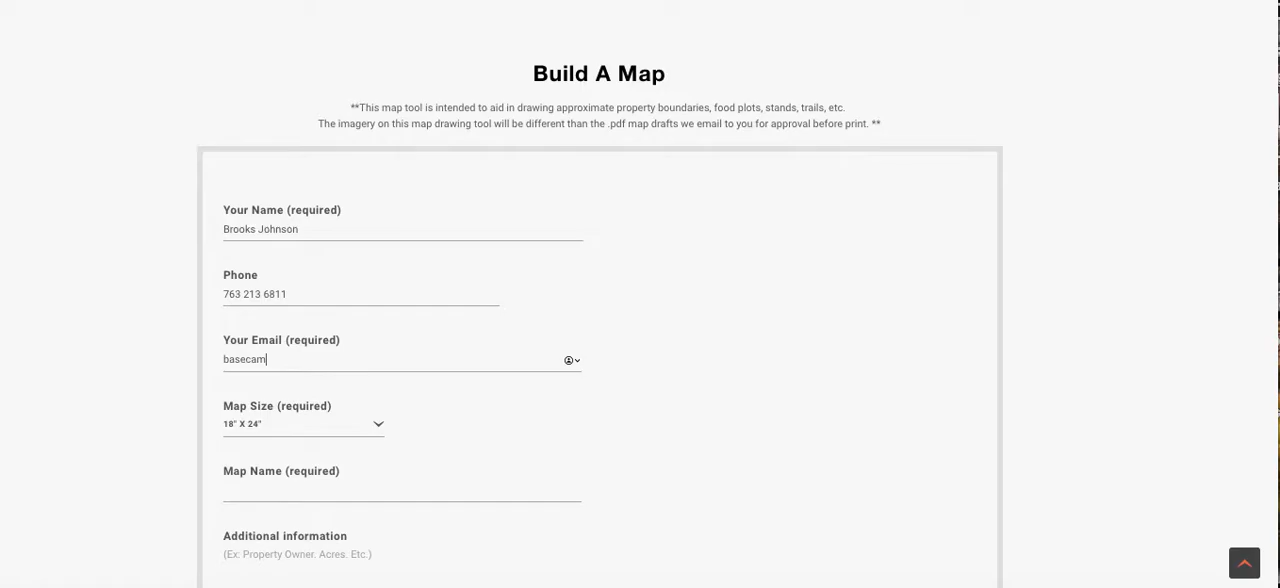 Build A Map
**This map tool is intended to aid in drawing approximate property boundaries, food plots, stands, trails, etc.
The imagery on this map drawing tool will be different than the .pdf map drafts we email to you for approval before print. **
Your Name (required)
Brooks Johnson
Phone
763 213 6811
Your Email (required)
basecam
Map Size (required)
18" X 24"
Map Name (required)
Additional information
(Ex: Property Owner. Acres. Etc.)